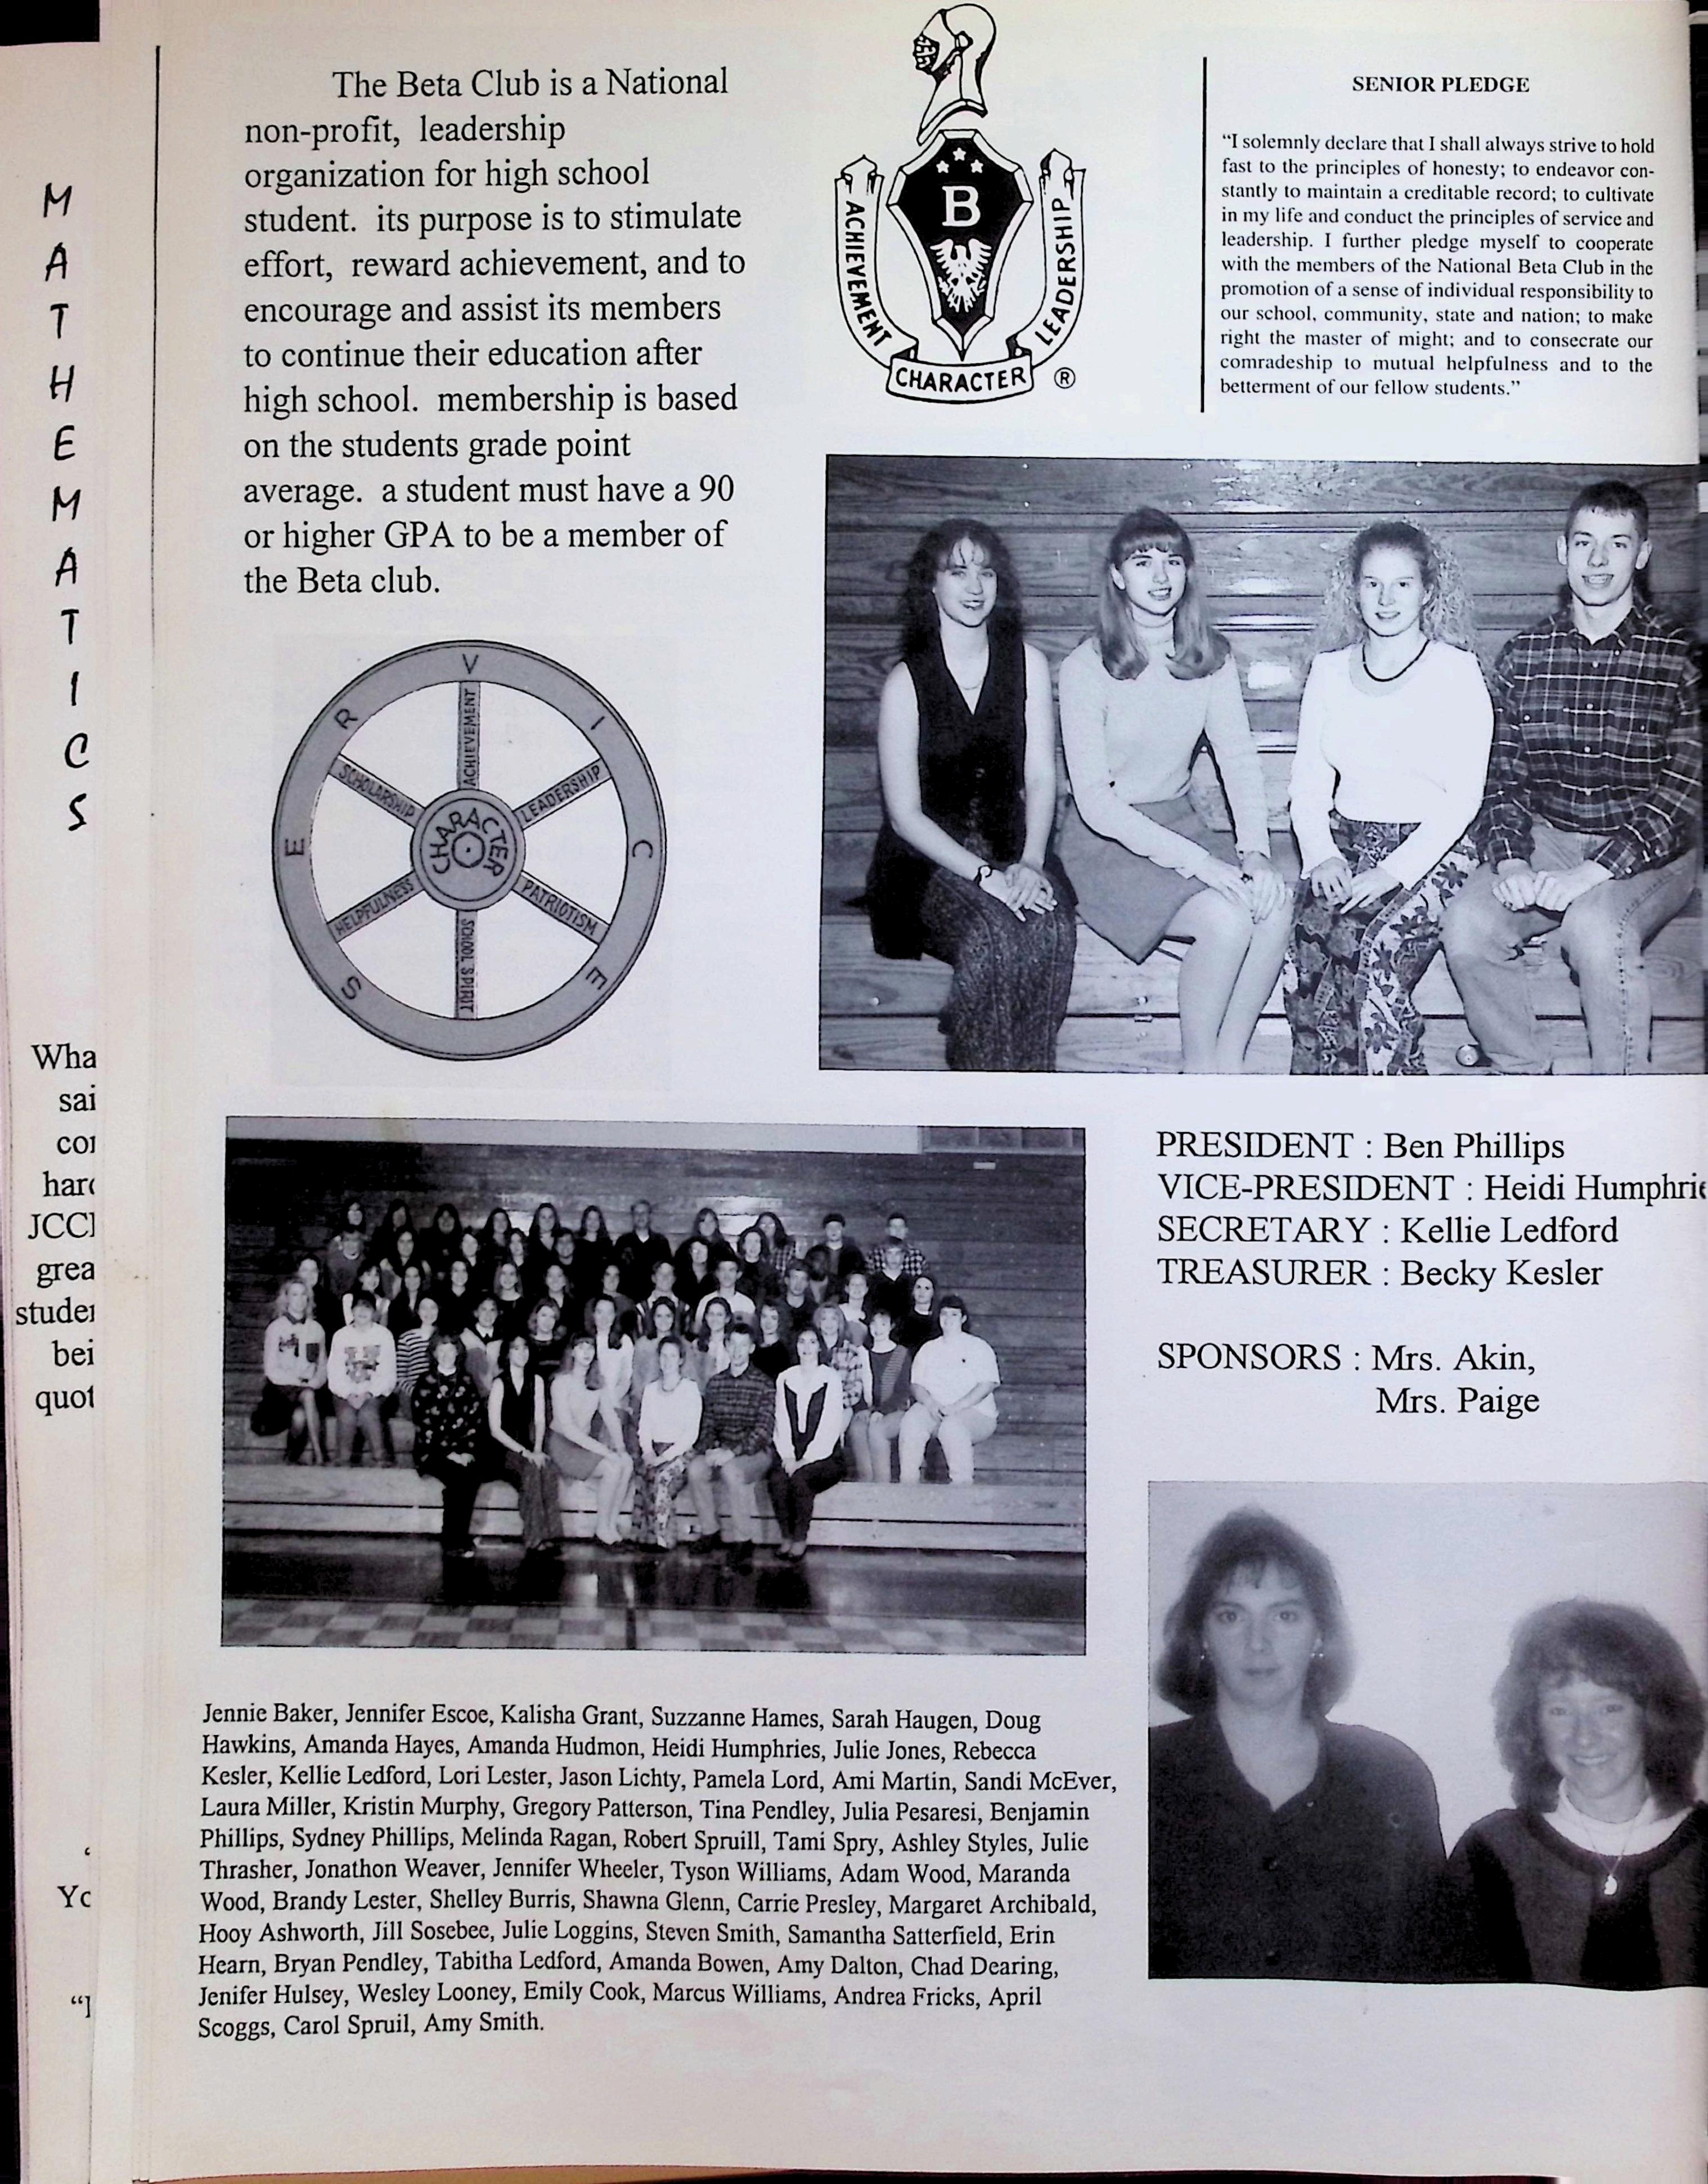 M
A
T
H
E
M
A
T
I
C
S
Wha
sai
har
grea
bei
quot
Yc
The Beta Club is a National
non-profit, leadership
organization for high school
student. its purpose is to stimulate
effort, reward achievement, and to
encourage and assist its members
to continue their education after
high school. membership is based
on the students grade point
average. a student must have a 90
or higher GPA to be a member of
the Beta club.
B
ACHIEVEMENT
LEADERSHIP
CHARACTER ®
SENIOR PLEDGE
“I solemnly declare that I shall always strive to hold
fast to the principles of honesty; to endeavor con-
stantly to maintain a creditable record; to cultivate
in my life and conduct the principles of service and
leadership. I further pledge myself to cooperate
with the members of the National Beta Club in the
promotion of a sense of individual responsibility to
our school, community, state and nation; to make
right the master of might; and to consecrate our
comradeship to mutual helpfulness and to the
betterment of our fellow students.”
SERVICE
ACHIEVEMENT
LEADERSHIP
PATRIOTISM
SCHOOL SPIRIT
HELPFULNESS
SCHOLARSHIP
CHARACTER
PRESIDENT : Ben Phillips
VICE-PRESIDENT : Heidi Humphrie
SECRETARY : Kellie Ledford
TREASURER : Becky Kesler
SPONSORS : Mrs. Akin,
Mrs. Paige
Jennie Baker, Jennifer Escoe, Kalisha Grant, Suzzanne Hames, Sarah Haugen, Doug
Hawkins, Amanda Hayes, Amanda Hudmon, Heidi Humphries, Julie Jones, Rebecca
Kesler, Kellie Ledford, Lori Lester, Jason Lichty, Pamela Lord, Ami Martin, Sandi McEver,
Laura Miller, Kristin Murphy, Gregory Patterson, Tina Pendley, Julia Pesaresi, Benjamin
Phillips, Sydney Phillips, Melinda Ragan, Robert Spruill, Tami Spry, Ashley Styles, Julie
Thrasher, Jonathon Weaver, Jennifer Wheeler, Tyson Williams, Adam Wood, Maranda
Wood, Brandy Lester, Shelley Burris, Shawna Glenn, Carrie Presley, Margaret Archibald,
Hooy Ashworth, Jill Sosebee, Julie Loggins, Steven Smith, Samantha Satterfield, Erin
Hearn, Bryan Pendley, Tabitha Ledford, Amanda Bowen, Amy Dalton, Chad Dearing,
Jenifer Hulsey, Wesley Looney, Emily Cook, Marcus Williams, Andrea Fricks, April
Scoggs, Carol Spruil, Amy Smith.